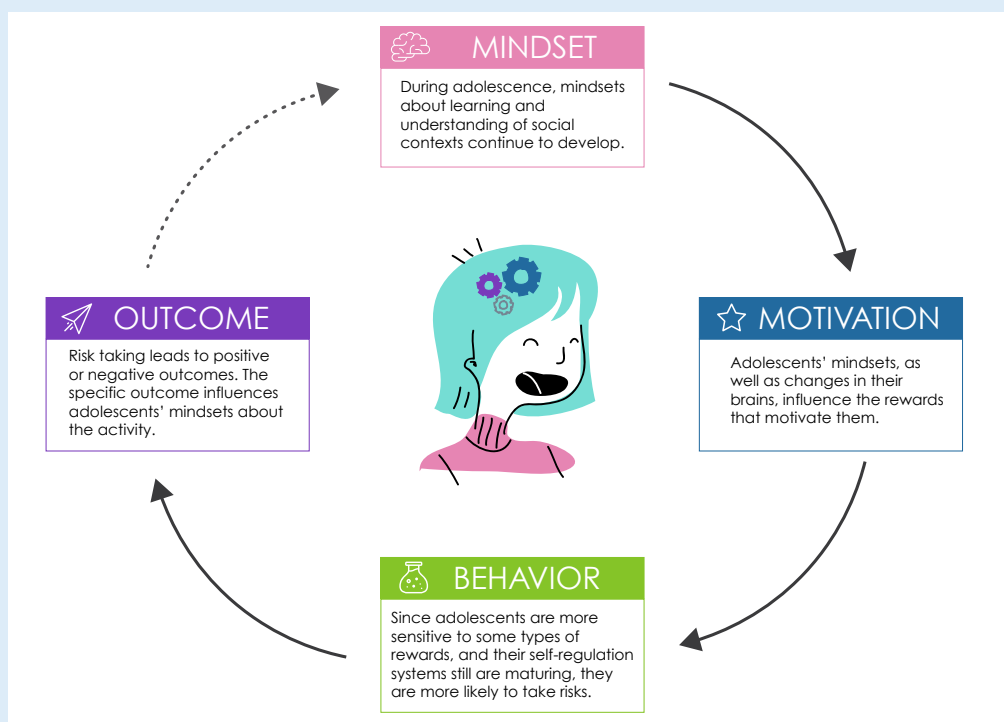 MINDSET
During adolescence, mindsets
about learning and
understanding of social
contexts continue to develop.
MOTIVATION
Adolescents’ mindsets, as
well as changes in their
brains, influence the rewards
that motivate them.
BEHAVIOR
Since adolescents are more
sensitive to some types of
rewards, and their self-regulation
systems still are maturing, they
are more likely to take risks.
OUTCOME
Risk taking leads to positive
or negative outcomes. The
specific outcome influences
adolescents’ mindsets about
the activity.